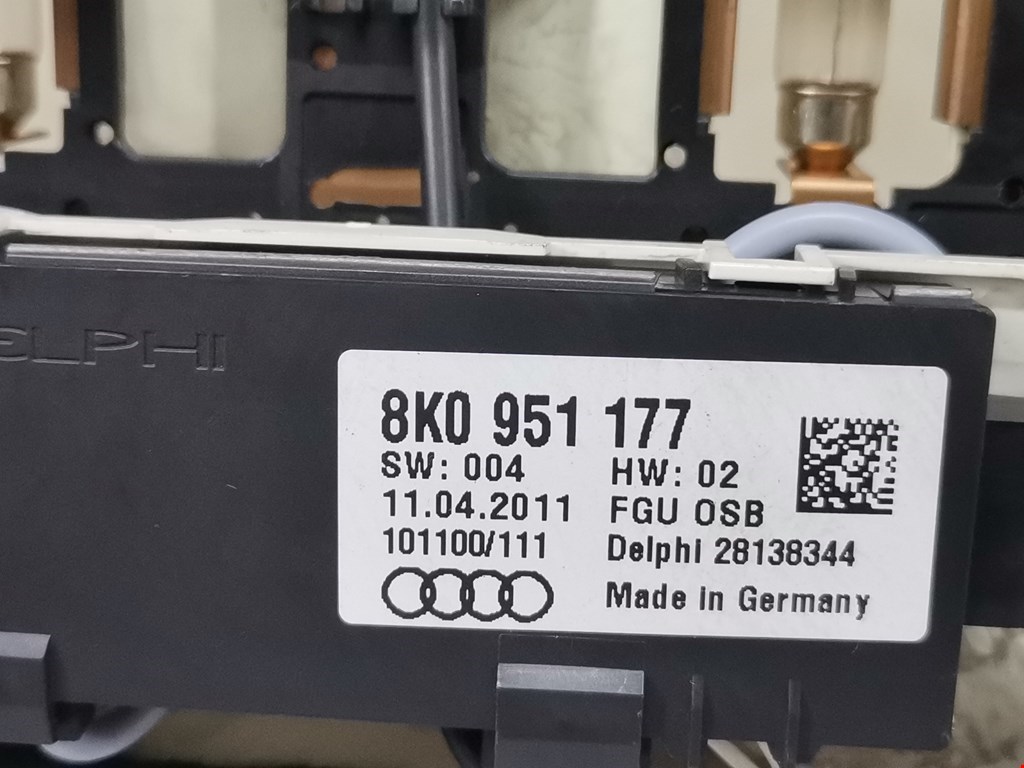 ELPHI
8K0 951 177
SW: 004 HW: 02
11.04.2011 FGU OSB
101100/111 Delphi 28138344
Made in Germany